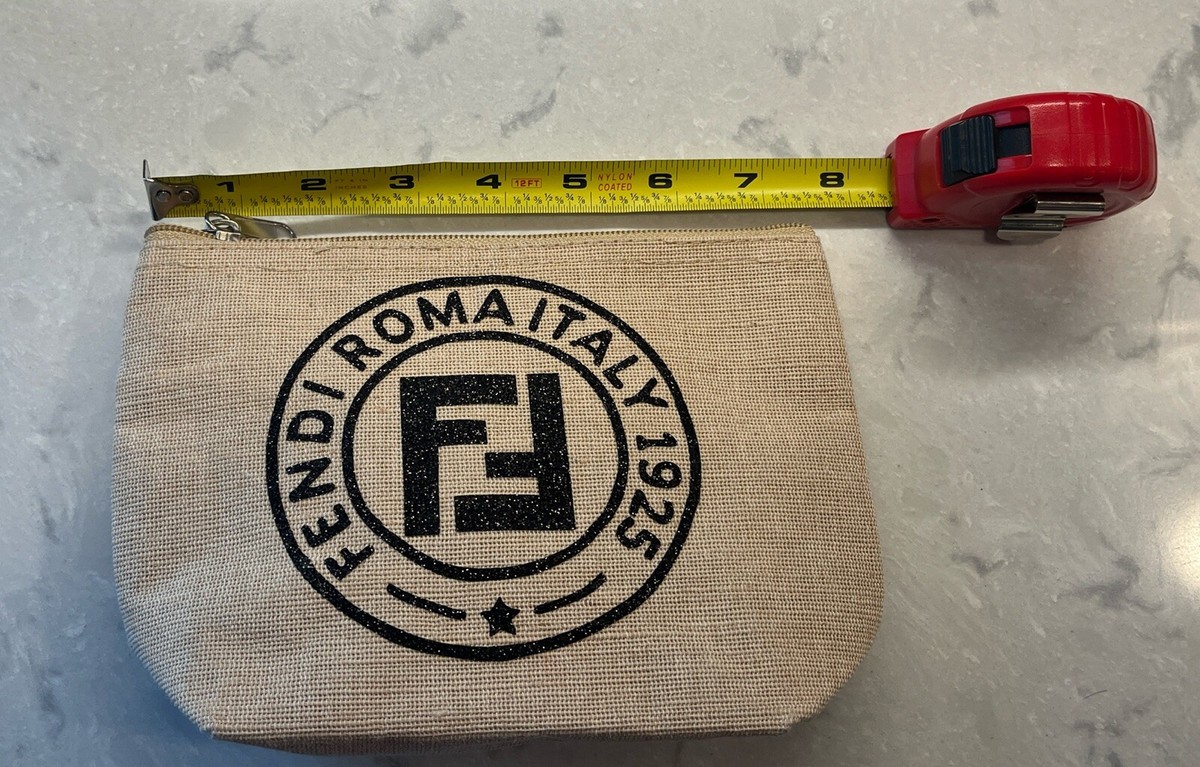 1 2 3 4 12FT 5 NYLON COATED 6 7 8
FENDI ROMA ITALY 1925
FF